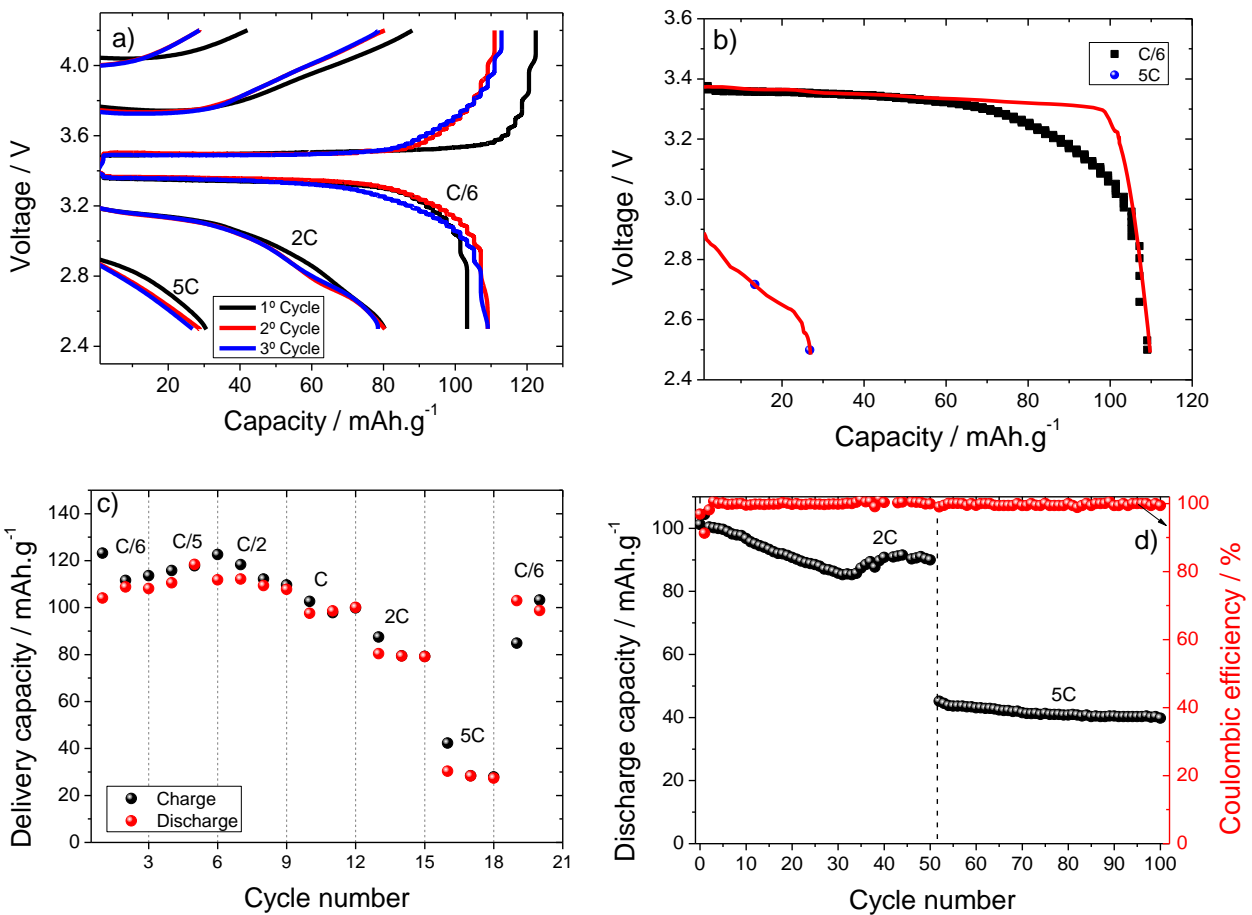 a)
4.0
3.6
3.2
2.8
2.4
Voltage / V
C/6
2C
5C
1º Cycle
2º Cycle
3º Cycle
20 40 60 80 100 120
Capacity / mAh.g-1
b)
C/6
5C
3.6
3.4
3.2
3.0
2.8
2.6
2.4
Voltage / V
20 40 60 80 100 120
Capacity / mAh.g-1
c)
140
120
100
80
60
40
20
0
Delivery capacity / mAh.g-1
C/6 C/5 C/2 C 2C 5C C/6
Charge
Discharge
3 6 9 12 15 18 21
Cycle number
d)
100
80
60
40
20
0
Discharge capacity / mAh.g-1
2C
5C
100
80
60
40
20
0
Coulombic efficiency / %
0 10 20 30 40 50 60 70 80 90 100
Cycle number